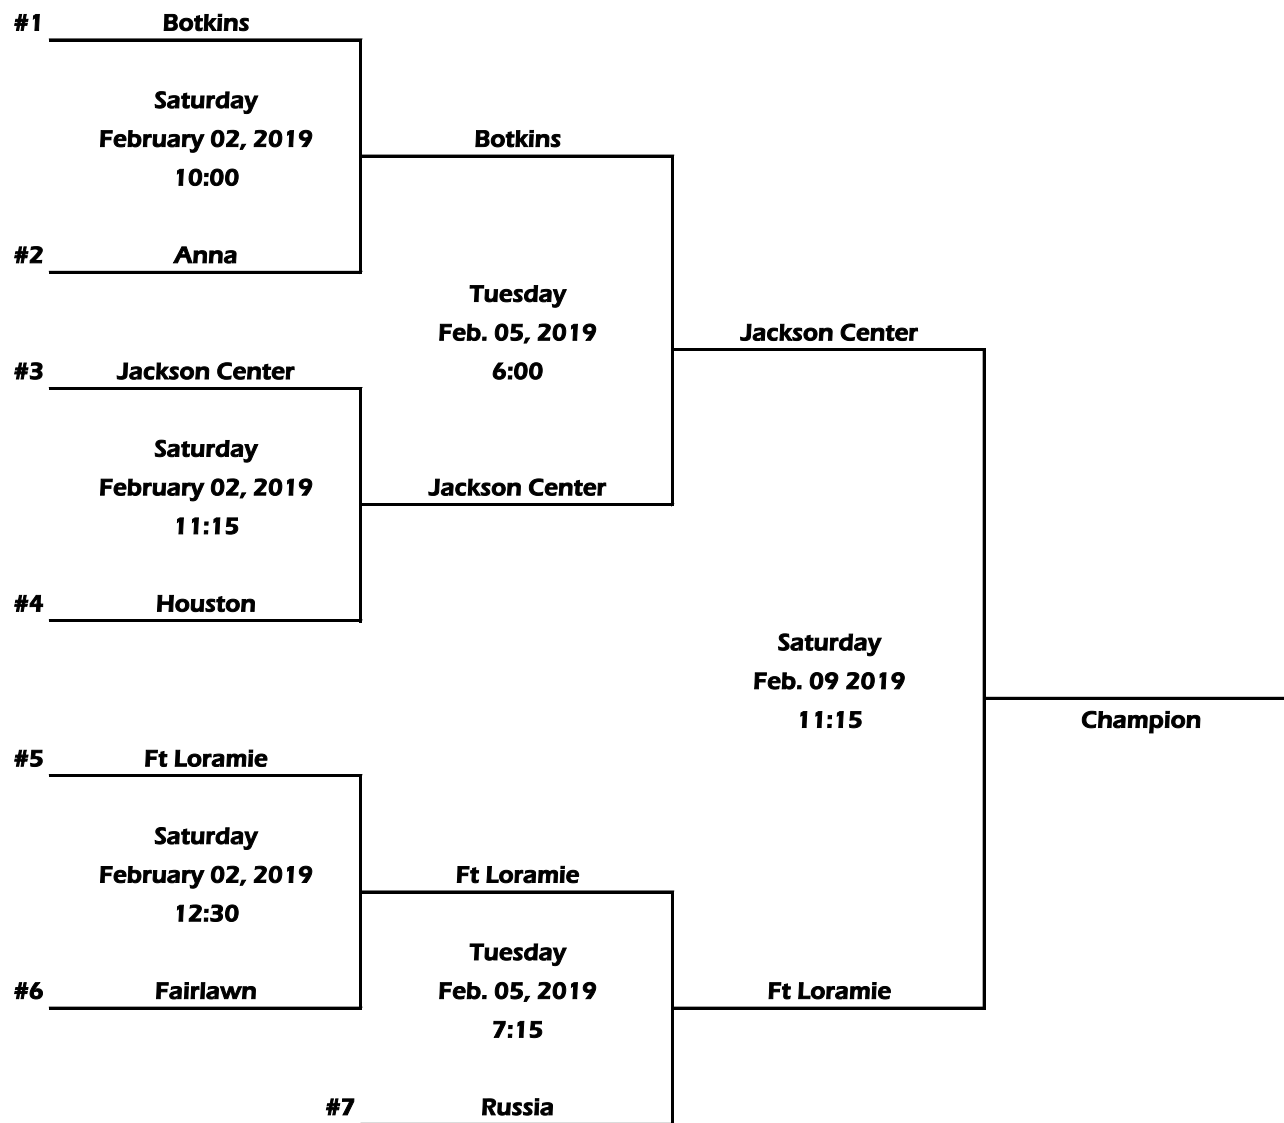 #1 Botkins
Saturday
February 02, 2019
10:00
Botkins
#2 Anna
Tuesday
Feb. 05, 2019
6:00
Jackson Center
#3 Jackson Center
Saturday
February 02, 2019
11:15
Jackson Center
#4 Houston
Saturday
Feb. 09 2019
11:15
Champion
#5 Ft Loramie
Saturday
February 02, 2019
12:30
Ft Loramie
#6 Fairlawn
Tuesday
Feb. 05, 2019
7:15
Ft Loramie
#7 Russia